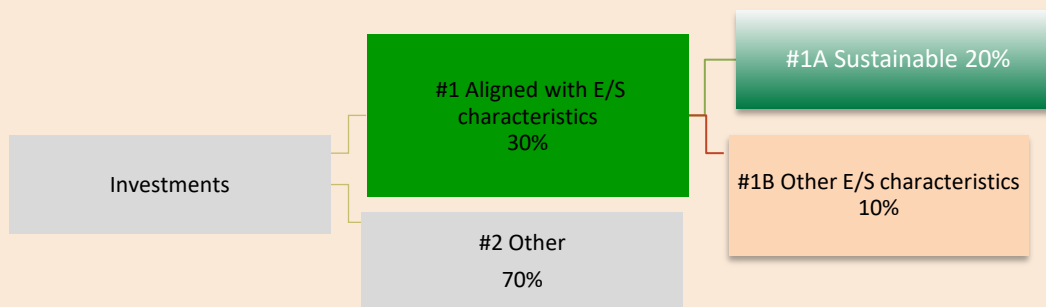 Investments
#1 Aligned with E/S
characteristics
30%
#2 Other
70%
#1A Sustainable 20%
#1B Other E/S characteristics
10%